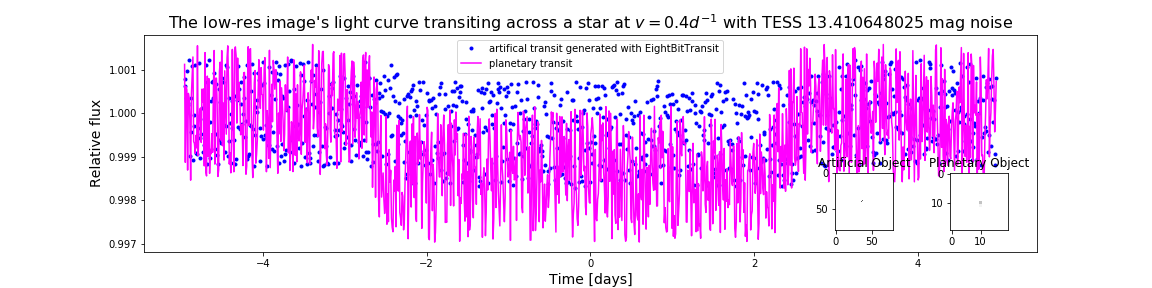 The low-res image's light curve transiting across a star at v = 0.4d⁻¹ with TESS 13.410648025 mag noise
artifical transit generated with EightBitTransit
planetary transit
Relative flux
1.001
1.000
0.999
0.998
0.997
Artificial Object
0
50
0
50
Planetary Object
0
10
0
10
−4
−2
0
2
4
Time [days]